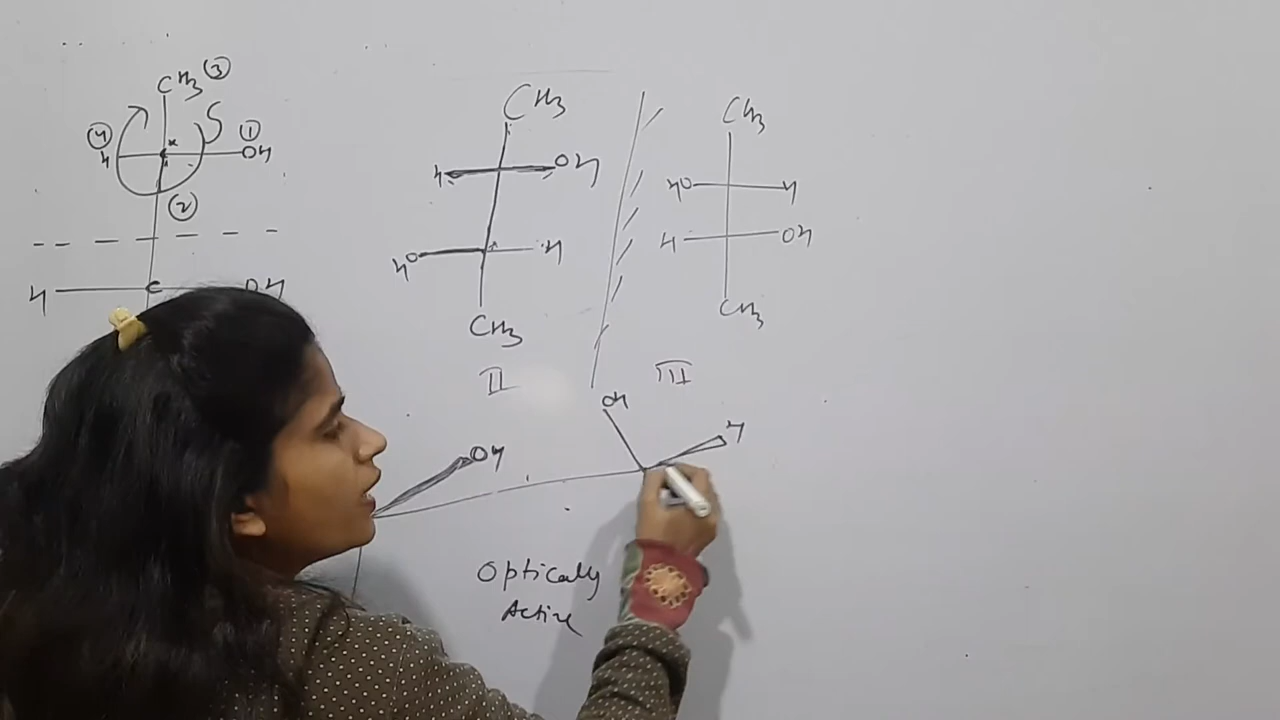 CH3 ③
④ ①
H C * OH
②
H C OH
CH3
H OH
HO * H
CH3
II
CH3
HO H
H OH
CH3
III
OH
H
OH
Optically
Active